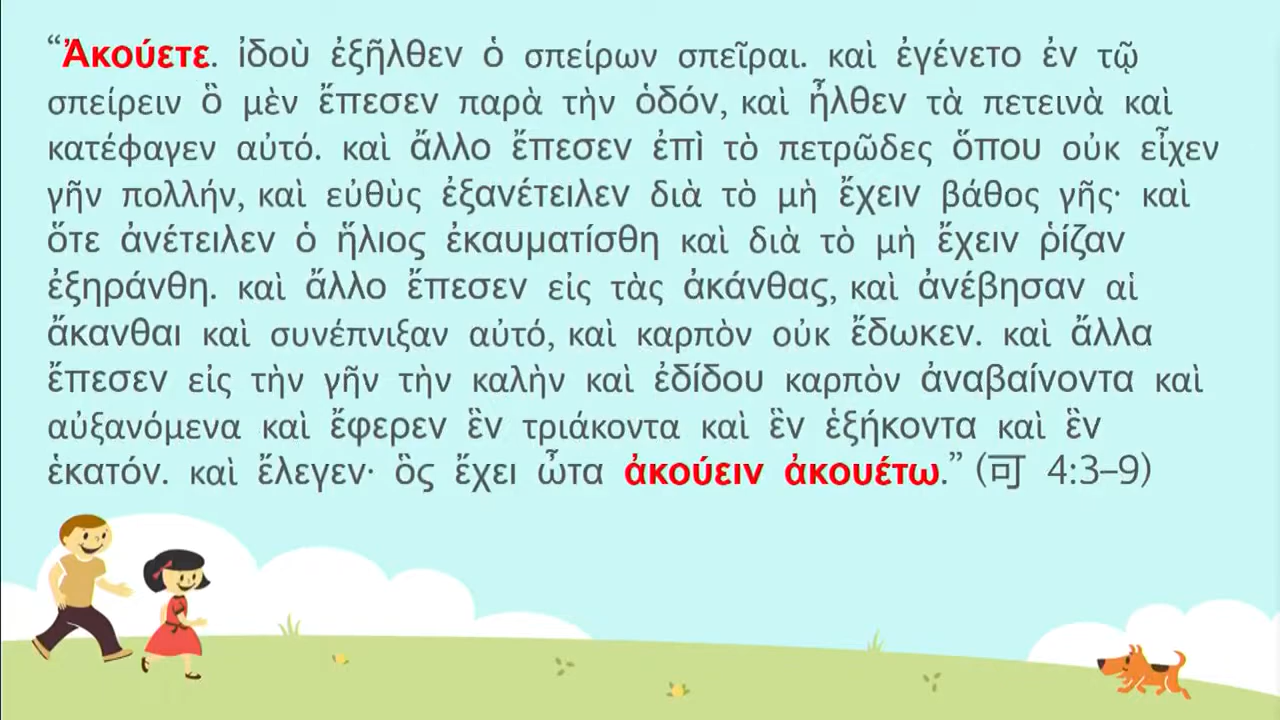 “Ἀκούετε. ἰδοὺ ἐξῆλθεν ὁ σπείρων σπεῖραι. καὶ ἐγένετο ἐν τῷ
σπείρειν ὃ μὲν ἔπεσεν παρὰ τὴν ὁδόν, καὶ ἦλθεν τὰ πετεινὰ καὶ
κατέφαγεν αὐτό. καὶ ἄλλο ἔπεσεν ἐπὶ τὸ πετρῶδες ὅπου οὐκ εἶχεν
γῆν πολλήν, καὶ εὐθὺς ἐξανέτειλεν διὰ τὸ μὴ ἔχειν βάθος γῆς· καὶ
ὅτε ἀνέτειλεν ὁ ἥλιος ἐκαυματίσθη καὶ διὰ τὸ μὴ ἔχειν ῥίζαν
ἐξηράνθη. καὶ ἄλλο ἔπεσεν εἰς τὰς ἀκάνθας, καὶ ἀνέβησαν αἱ
ἄκανθαι καὶ συνέπνιξαν αὐτό, καὶ καρπὸν οὐκ ἔδωκεν. καὶ ἄλλα
ἔπεσεν εἰς τὴν γῆν τὴν καλὴν καὶ ἐδίδου καρπὸν ἀναβαίνοντα καὶ
αὐξανόμενα καὶ ἔφερεν ἓν τριάκοντα καὶ ἓν ἑξήκοντα καὶ ἓν
ἑκατόν. καὶ ἔλεγεν· ὃς ἔχει ὦτα ἀκούειν ἀκουέτω.” (可 4:3–9)